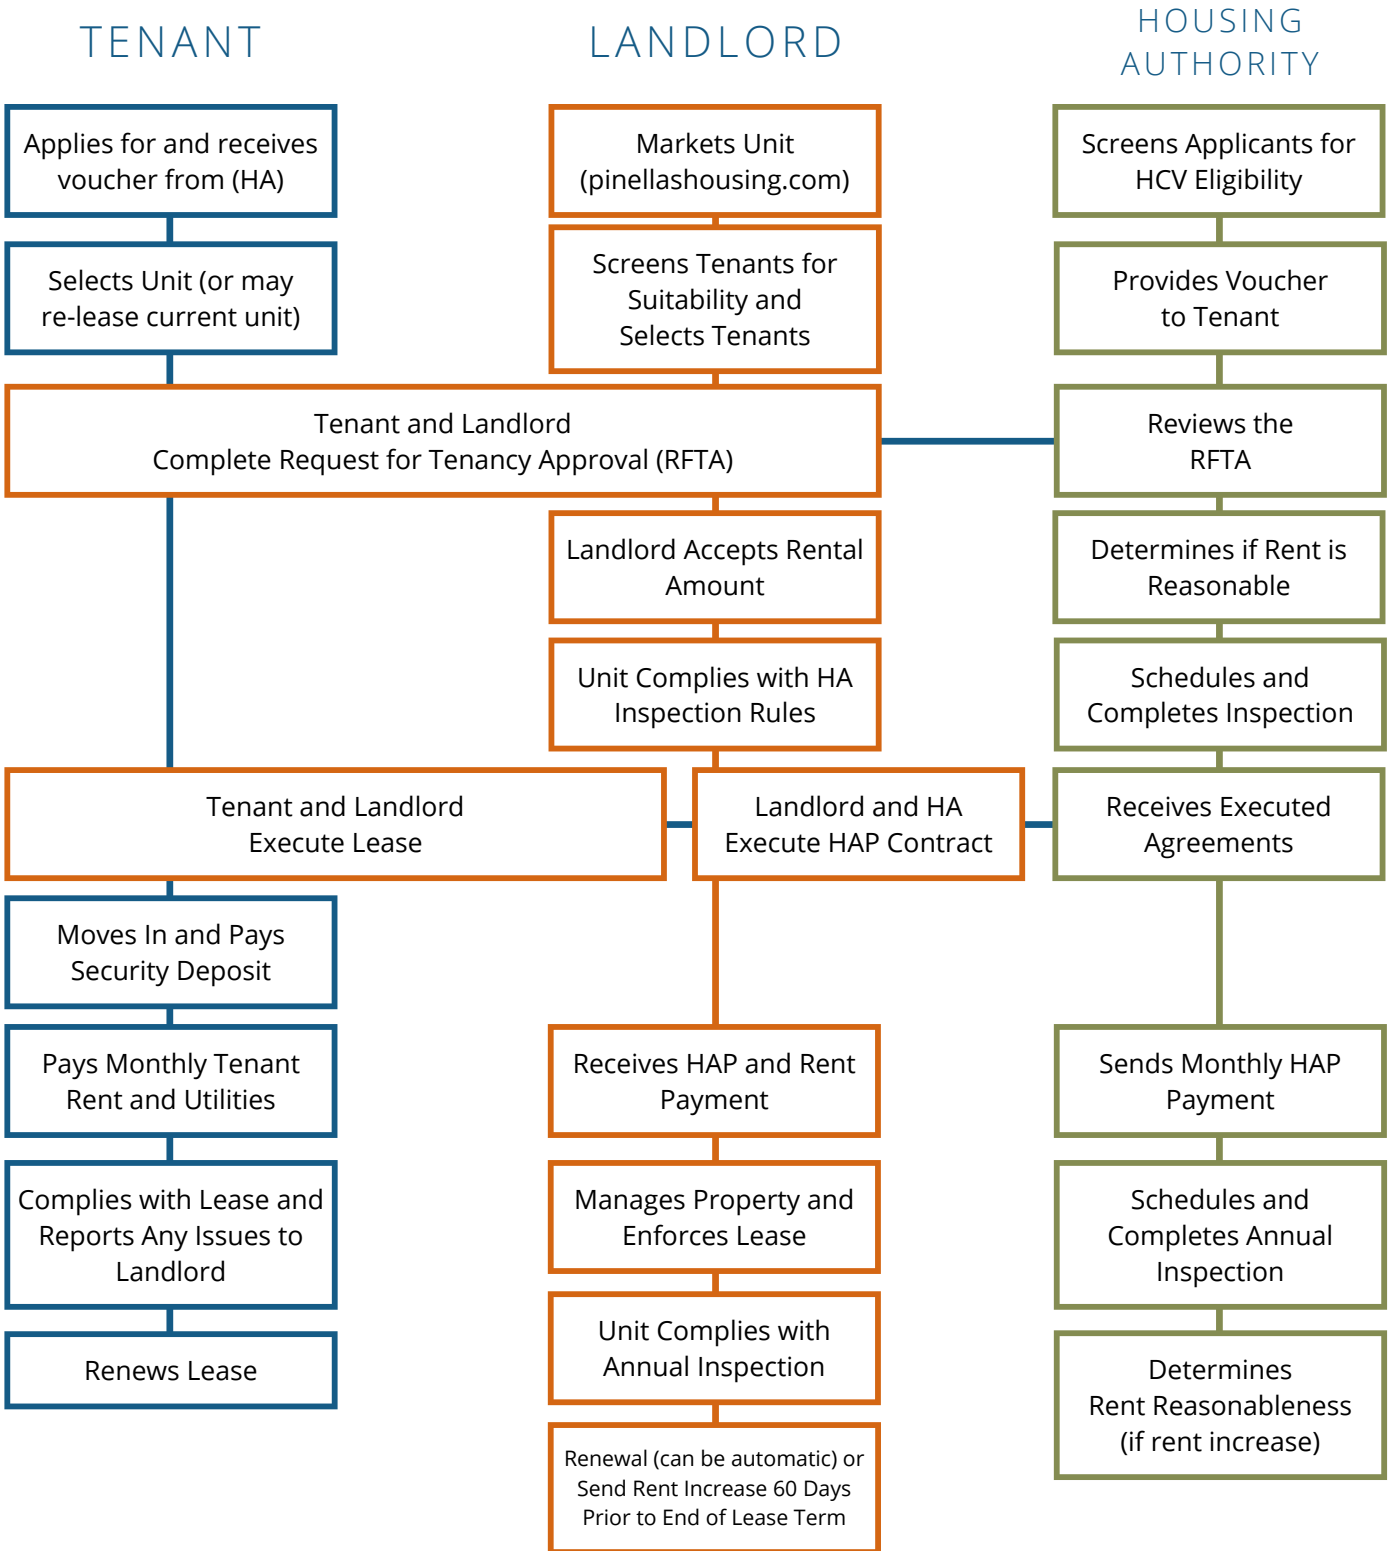 TENANT
LANDLORD
HOUSING
AUTHORITY
Applies for and receives
voucher from (HA)
Markets Unit
(pinellashousing.com)
Screens Applicants for
HCV Eligibility
Selects Unit (or may
re-lease current unit)
Screens Tenants for
Suitability and
Selects Tenants
Provides Voucher
to Tenant
Tenant and Landlord
Complete Request for Tenancy Approval (RFTA)
Reviews the
RFTA
Landlord Accepts Rental
Amount
Determines if Rent is
Reasonable
Unit Complies with HA
Inspection Rules
Schedules and
Completes Inspection
Tenant and Landlord
Execute Lease
Landlord and HA
Execute HAP Contract
Receives Executed
Agreements
Moves In and Pays
Security Deposit
Pays Monthly Tenant
Rent and Utilities
Receives HAP and Rent
Payment
Sends Monthly HAP
Payment
Complies with Lease and
Reports Any Issues to
Landlord
Manages Property and
Enforces Lease
Schedules and
Completes Annual
Inspection
Renews Lease
Unit Complies with
Annual Inspection
Determines
Rent Reasonableness
(if rent increase)
Renewal (can be automatic) or
Send Rent Increase 60 Days
Prior to End of Lease Term